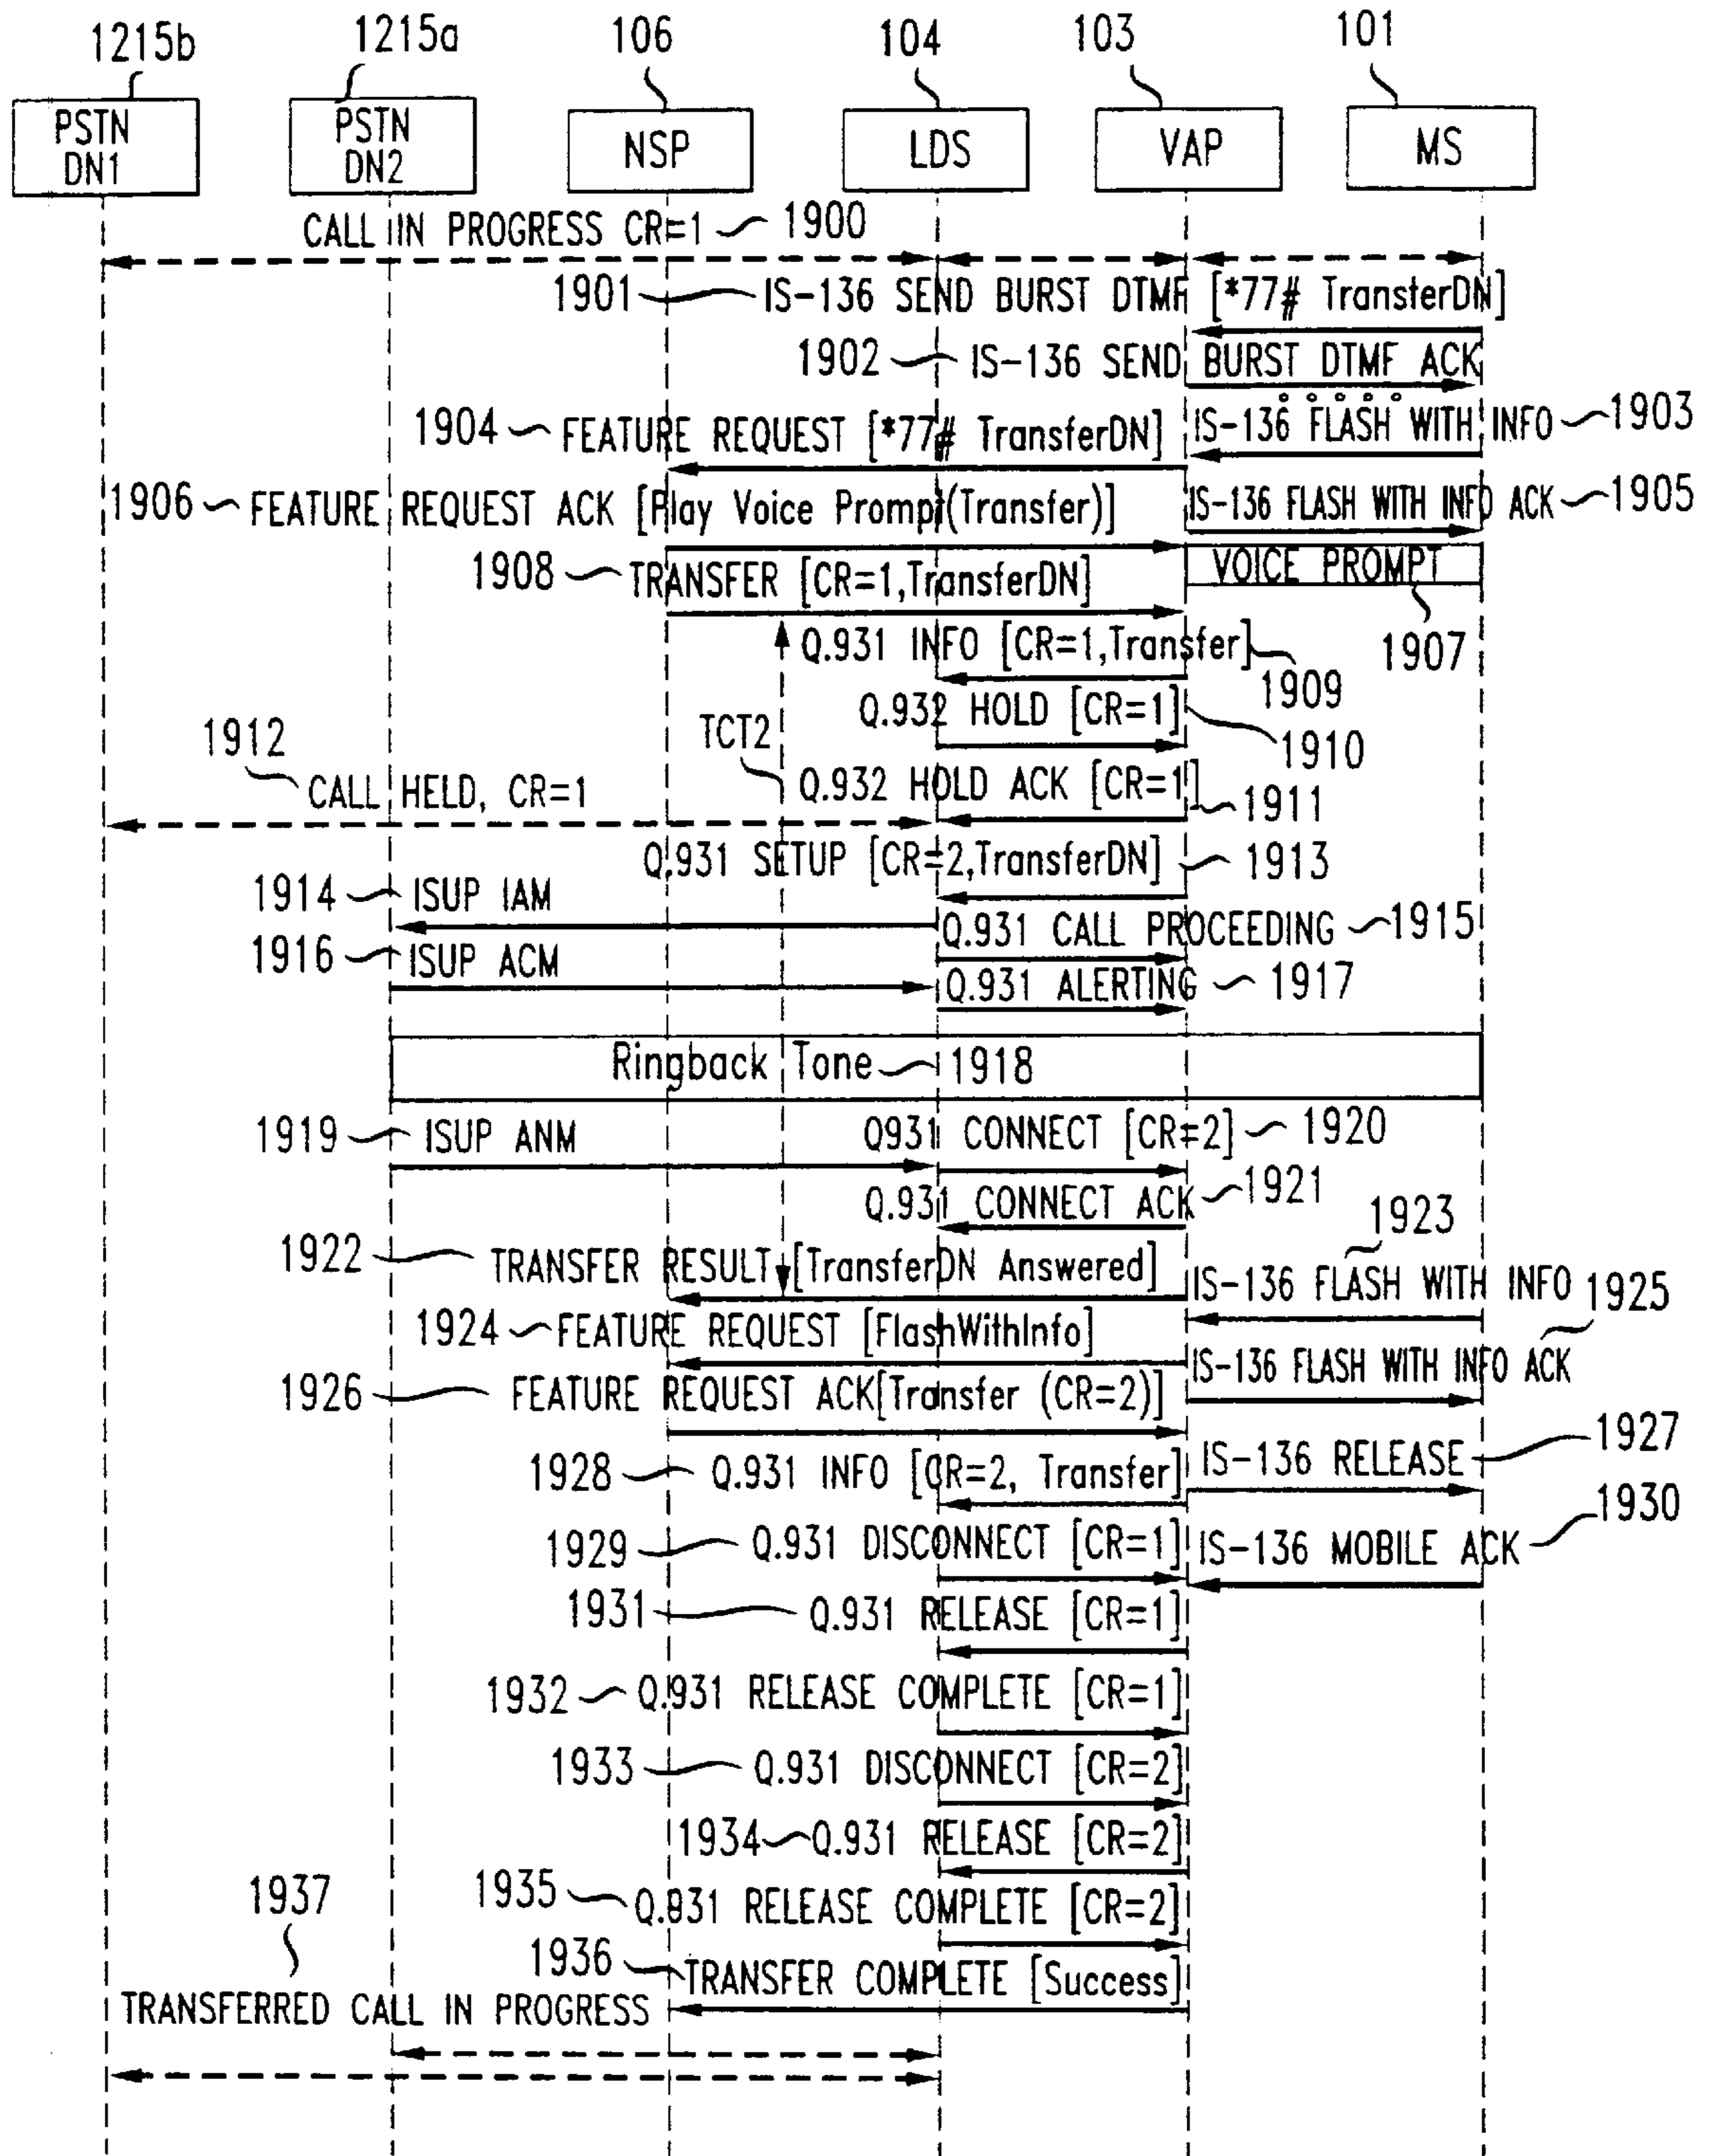 1215b
1215a
106
104
103
101
PSTN
DN1
PSTN
DN2
NSP
LDS
VAP
MS
CALL IN PROGRESS CR=1
1900
1901
IS-136 SEND BURST DTMF [*77# TransterDN]
1902
IS-136 SEND BURST DTMF ACK
1904
FEATURE REQUEST [*77# TransferDN]
IS-136 FLASH WITH INFO
1903
1906
FEATURE REQUEST ACK [Play Voice Prompt(Transfer)]
IS-136 FLASH WITH INFO ACK
1905
1908
TRANSFER [CR=1,TransferDN]
VOICE PROMPT
1907
Q.931 INFO [CR=1,Transfer]
1909
Q.932 HOLD [CR=1]
1910
TCT2
1912
CALL HELD, CR=1
Q.932 HOLD ACK [CR=1]
1911
Q.931 SETUP [CR=2,TransferDN]
1913
1914
ISUP IAM
Q.931 CALL PROCEEDING
1915
1916
ISUP ACM
Q.931 ALERTING
1917
Ringback Tone
1918
1919
ISUP ANM
Q931 CONNECT [CR=2]
1920
Q.931 CONNECT ACK
1921
1923
1922
TRANSFER RESULT [TransferDN Answered]
IS-136 FLASH WITH INFO
1925
1924
FEATURE REQUEST [FlashWithInfo]
IS-136 FLASH WITH INFO ACK
1926
FEATURE REQUEST ACK[Transfer (CR=2)]
1927
1928
Q.931 INFO [CR=2, Transfer]
IS-136 RELEASE
1930
1929
Q.931 DISCONNECT [CR=1]
IS-136 MOBILE ACK
1931
Q.931 RELEASE [CR=1]
1932
Q.931 RELEASE COMPLETE [CR=1]
1933
Q.931 DISCONNECT [CR=2]
1934
Q.931 RELEASE [CR=2]
1937
1935
Q.931 RELEASE COMPLETE [CR=2]
1936
TRANSFER COMPLETE [Success]
TRANSFERRED CALL IN PROGRESS